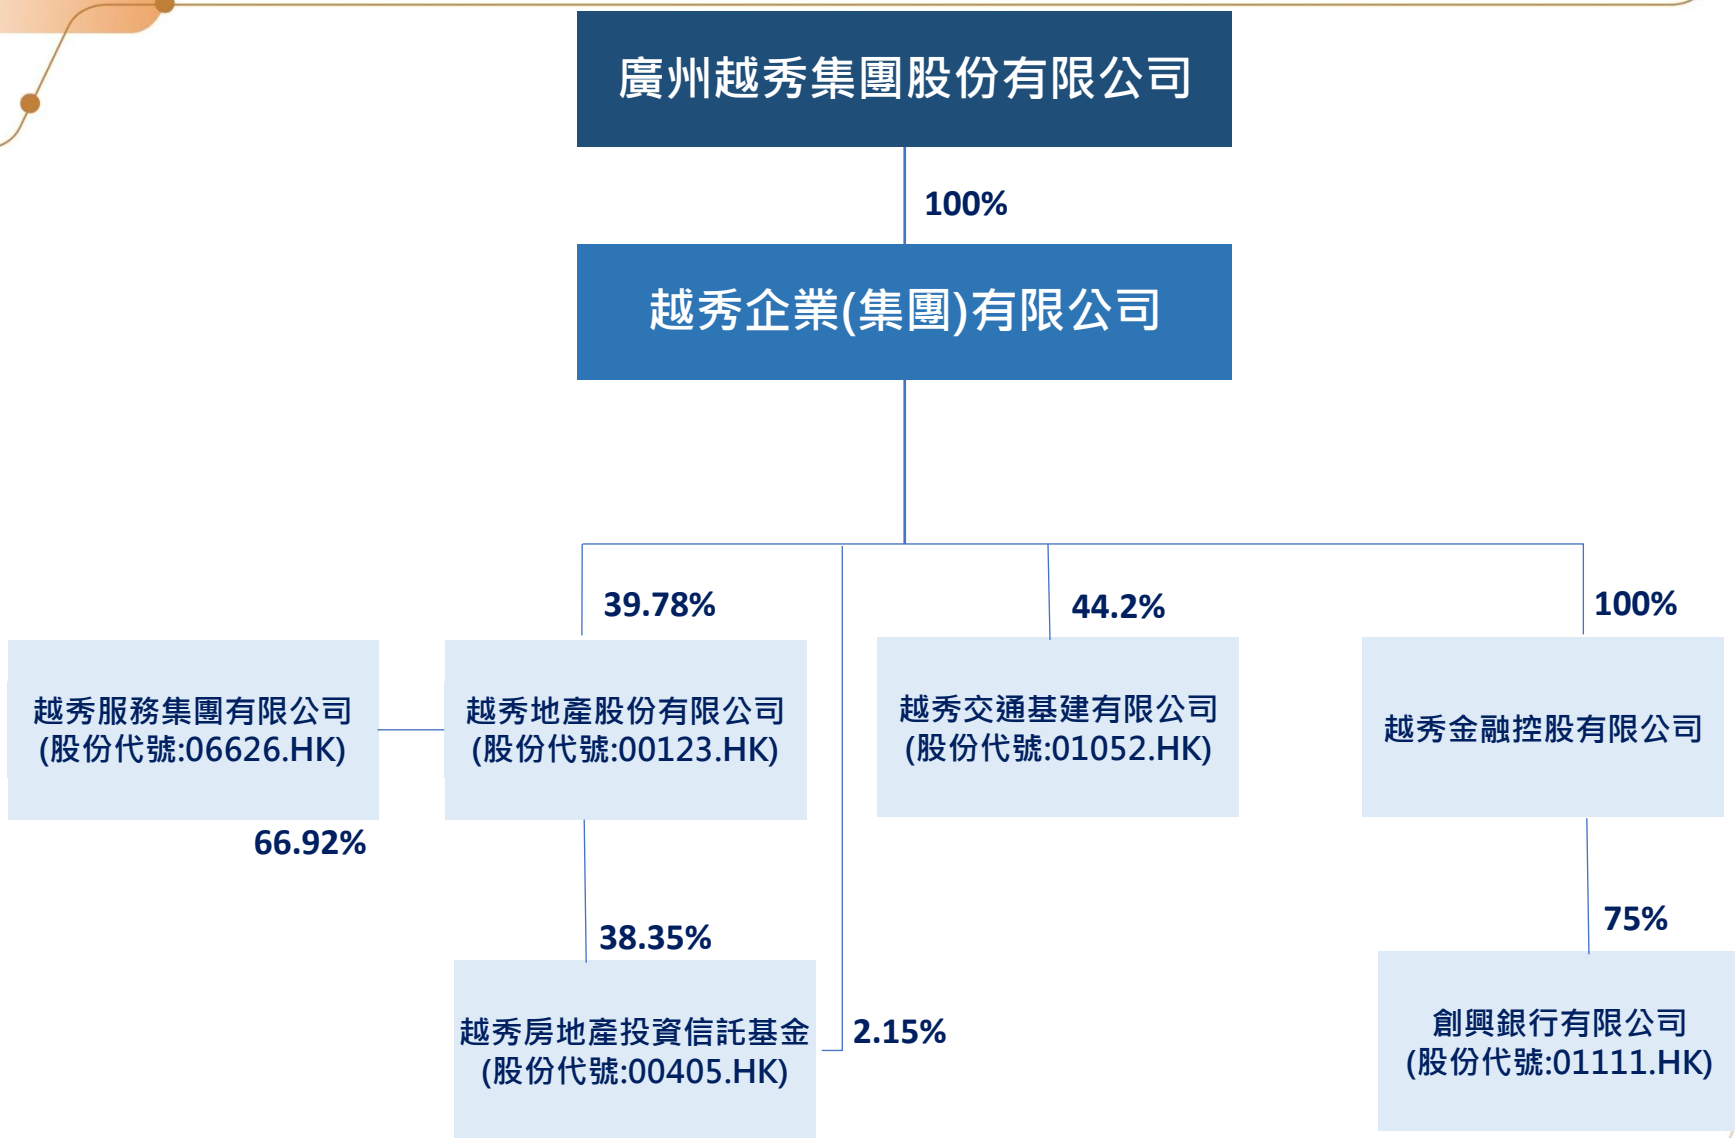 廣州越秀集團股份有限公司
100%
越秀企業(集團)有限公司
39.78%
44.2%
100%
越秀服務集團有限公司
(股份代號:06626.HK)
66.92%
越秀地產股份有限公司
(股份代號:00123.HK)
越秀交通基建有限公司
(股份代號:01052.HK)
越秀金融控股有限公司
38.35%
75%
越秀房地產投資信託基金
(股份代號:00405.HK)
2.15%
創興銀行有限公司
(股份代號:01111.HK)